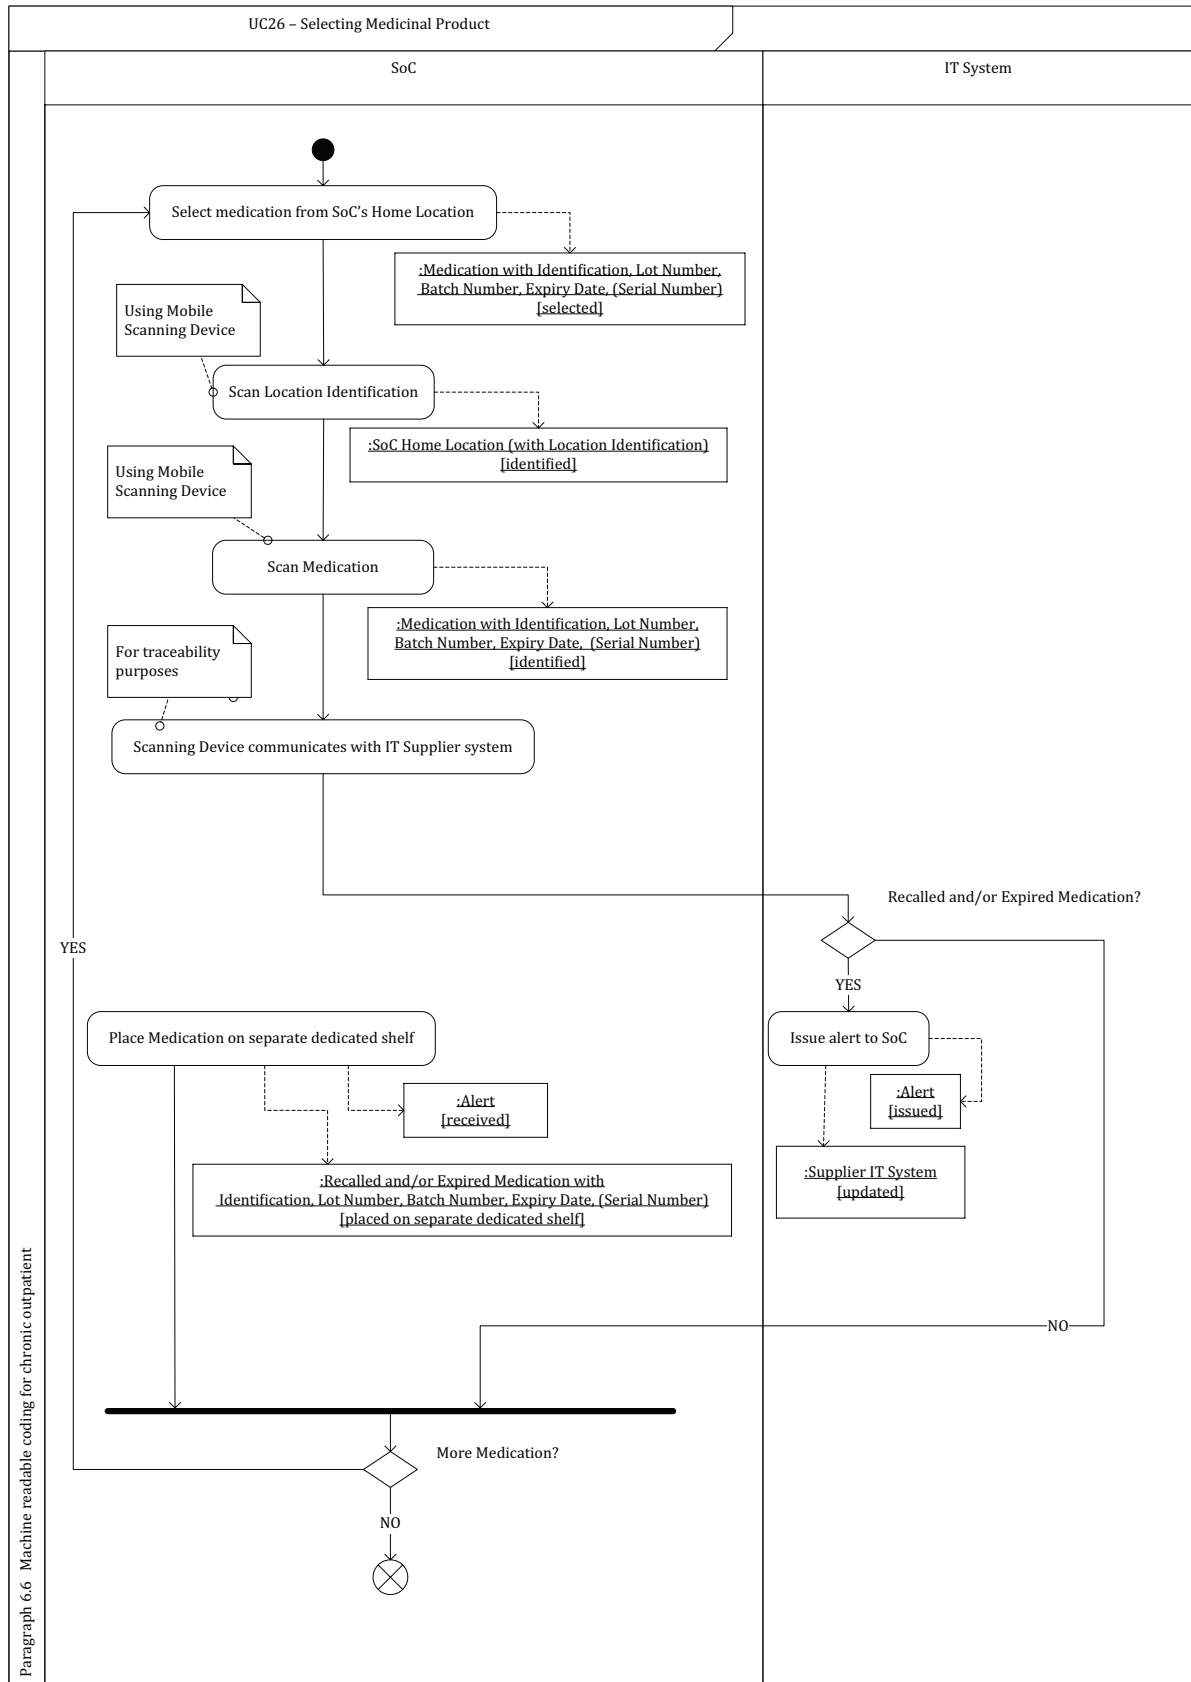 UC26 – Selecting Medicinal Product
SoC
IT System
Select medication from SoC's Home Location
:Medication with Identification, Lot Number,
Batch Number, Expiry Date, (Serial Number)
[selected]
Using Mobile
Scanning Device
Scan Location Identification
:SoC Home Location (with Location Identification)
[identified]
Using Mobile
Scanning Device
Scan Medication
:Medication with Identification, Lot Number,
Batch Number, Expiry Date, (Serial Number)
[identified]
For traceability
purposes
Scanning Device communicates with IT Supplier system
Recalled and/or Expired Medication?
YES
YES
Place Medication on separate dedicated shelf
Issue alert to SoC
:Alert
[received]
:Alert
[issued]
:Recalled and/or Expired Medication with
Identification, Lot Number, Batch Number, Expiry Date, (Serial Number)
[placed on separate dedicated shelf]
:Supplier IT System
[updated]
NO
More Medication?
NO
Paragraph 6.6 Machine readable coding for chronic outpatient